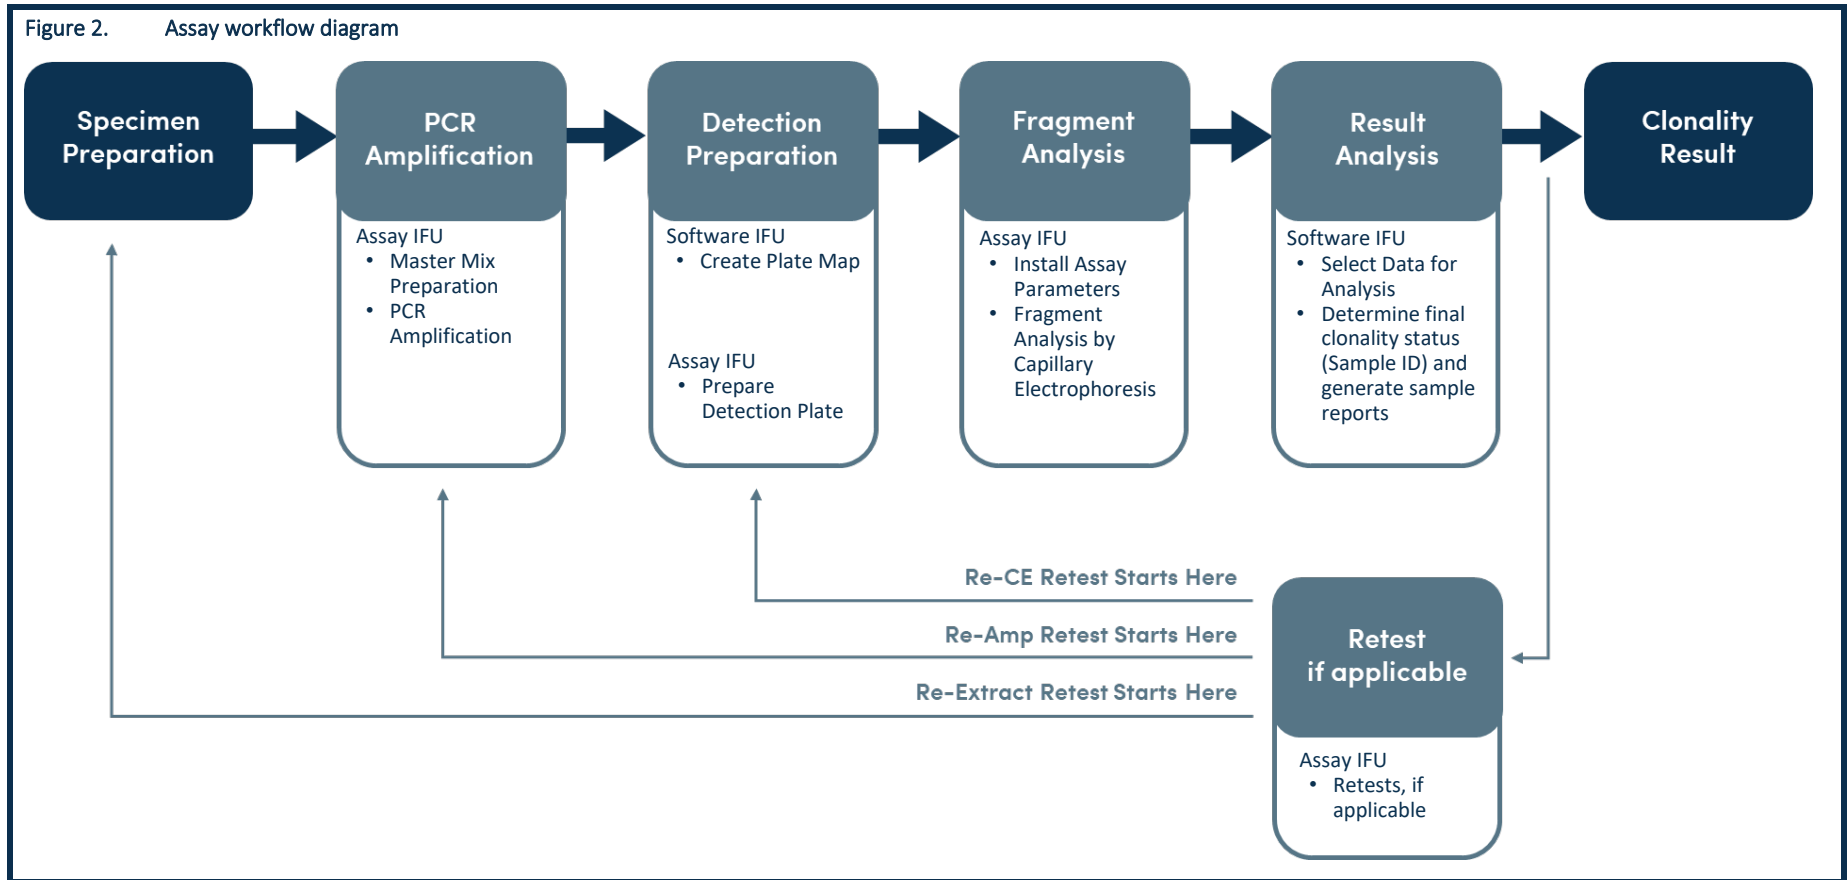 Figure 2. Assay workflow diagram
Specimen
Preparation
PCR
Amplification
Detection
Preparation
Fragment
Analysis
Result
Analysis
Clonality
Result
Assay IFU
• Master Mix
Preparation
• PCR
Amplification
Software IFU
• Create Plate Map
Assay IFU
• Prepare
Detection Plate
Assay IFU
• Install Assay
Parameters
• Fragment
Analysis by
Capillary
Electrophoresis
Software IFU
• Select Data for
Analysis
• Determine final
clonality status
(Sample ID) and
generate sample
reports
Re-CE Retest Starts Here
Re-Amp Retest Starts Here
Re-Extract Retest Starts Here
Retest
if applicable
Assay IFU
• Retests, if
applicable